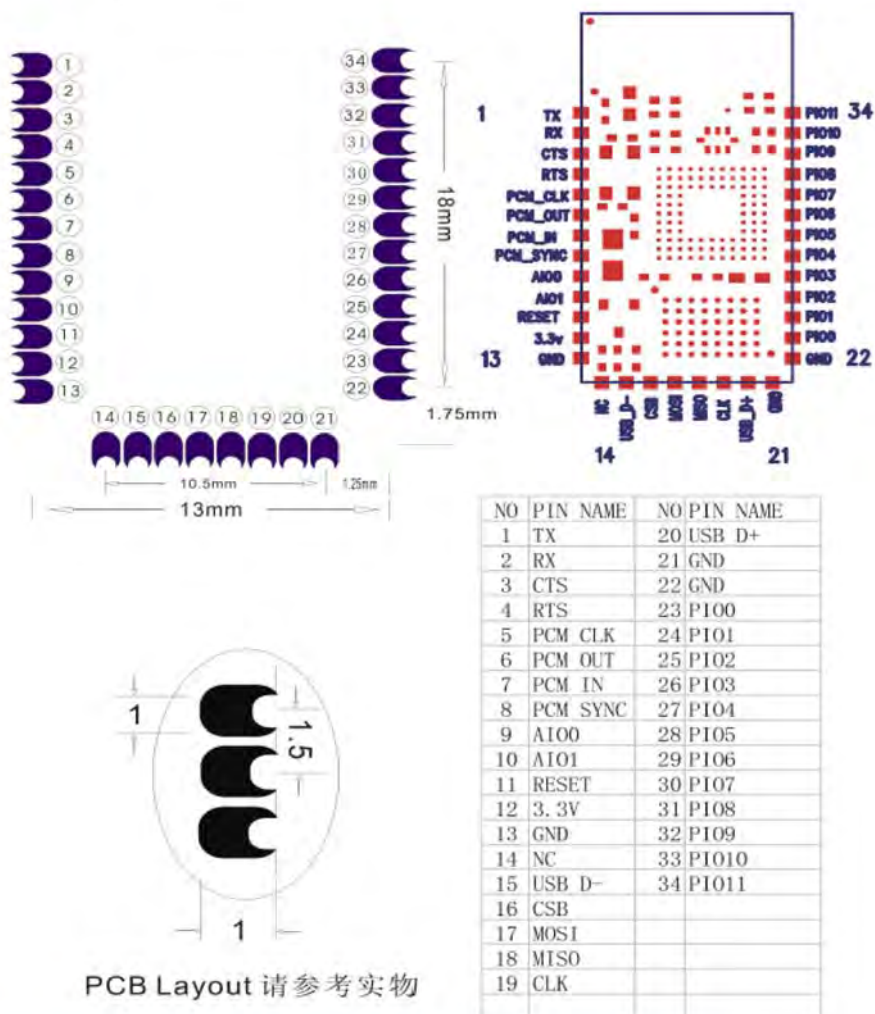 1
2
3
4
5
6
7
8
9
10
11
12
13
34
33
32
31
30
29
28
27
26
25
24
23
22
18mm
1.75mm
14 15 16 17 18 19 20 21
10.5mm
1.25mm
13mm
1 TX PIO11 34
RX PIO10
CTS PIO9
RTS PIO8
PCM_CLK PIO7
PCM_OUT PIO6
PCM_IN PIO5
PCM_SYNC PIO4
AIO0 PIO3
AIO1 PIO2
RESET PIO1
3.3v PIO0
13 GND GND 22
NC USB_D- CSB MOSI MISO CLK USB_D+ GND
14 21
NO PIN NAME NO PIN NAME
1 TX 20 USB D+
2 RX 21 GND
3 CTS 22 GND
4 RTS 23 PIO0
5 PCM CLK 24 PIO1
6 PCM OUT 25 PIO2
7 PCM IN 26 PIO3
8 PCM SYNC 27 PIO4
9 AIO0 28 PIO5
10 AIO1 29 PIO6
11 RESET 30 PIO7
12 3.3V 31 PIO8
13 GND 32 PIO9
14 NC 33 PIO10
15 USB D- 34 PIO11
16 CSB
17 MOSI
18 MISO
19 CLK
1
1.5
1
PCB Layout 请参考实物